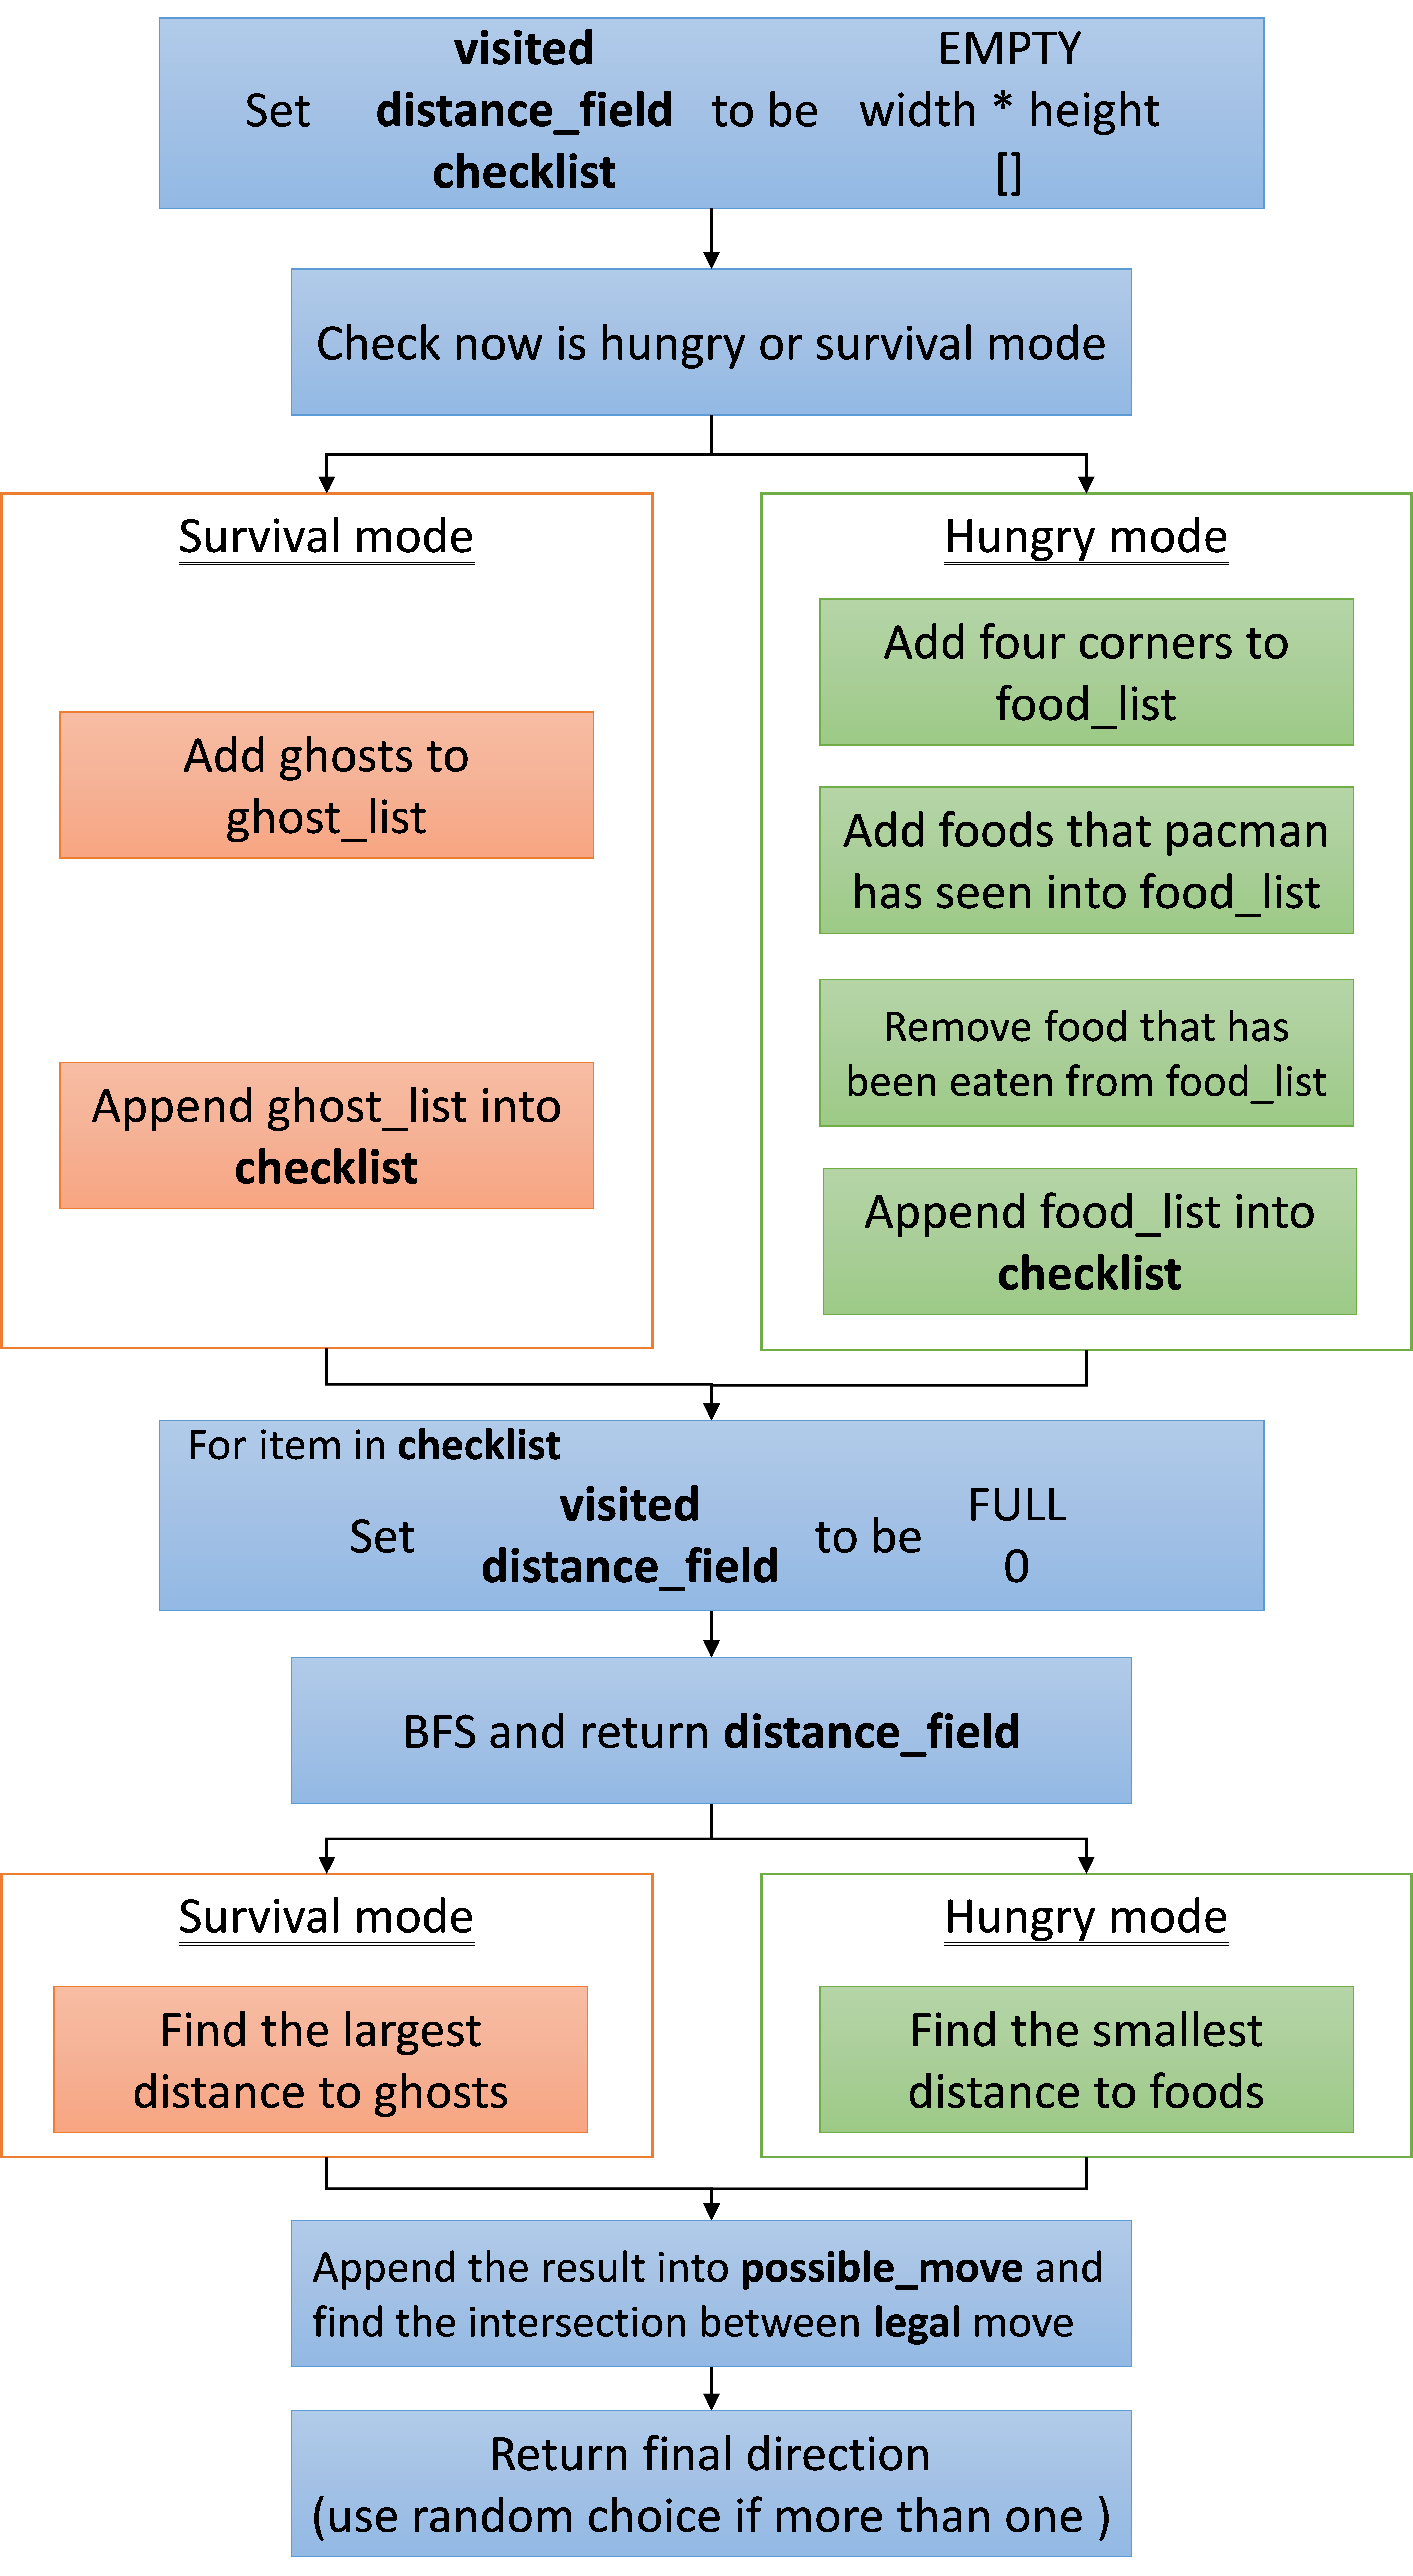 visited EMPTY
Set distance_field to be width * height
checklist []
Check now is hungry or survival mode
Survival mode
Add ghosts to
ghost_list
Append ghost_list into
checklist
Hungry mode
Add four corners to
food_list
Add foods that pacman
has seen into food_list
Remove food that has
been eaten from food_list
Append food_list into
checklist
For item in checklist
visited FULL
Set to be
distance_field 0
BFS and return distance_field
Survival mode
Find the largest
distance to ghosts
Hungry mode
Find the smallest
distance to foods
Append the result into possible_move and
find the intersection between legal move
Return final direction
(use random choice if more than one )